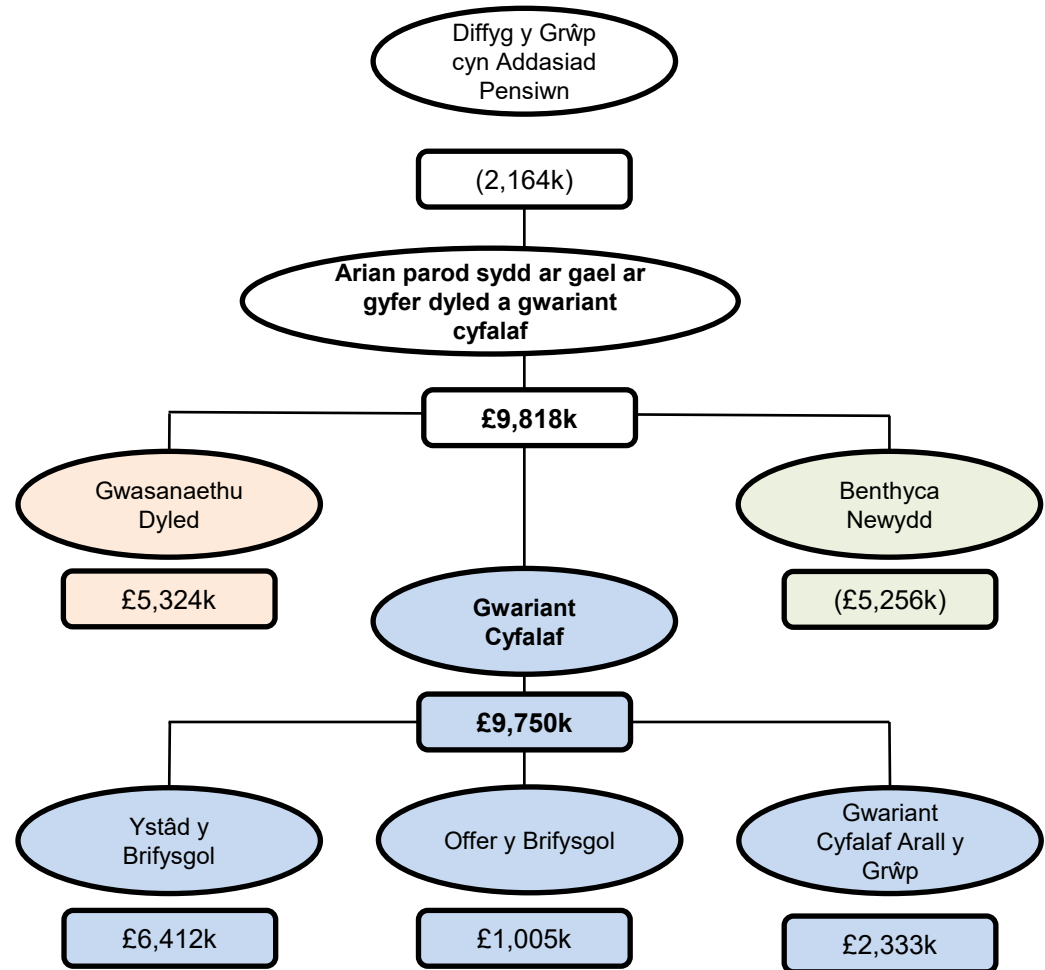 Diffyg y Grŵp
cyn Addasiad
Pensiwn
(2,164k)
Arian parod sydd ar gael ar
gyfer dyled a gwariant
cyfalaf
£9,818k
Gwasanaethu
Dyled
£5,324k
Benthyca
Newydd
(£5,256k)
Gwariant
Cyfalaf
£9,750k
Ystâd y
Brifysgol
£6,412k
Offer y Brifysgol
£1,005k
Gwariant
Cyfalaf Arall y
Grŵp
£2,333k